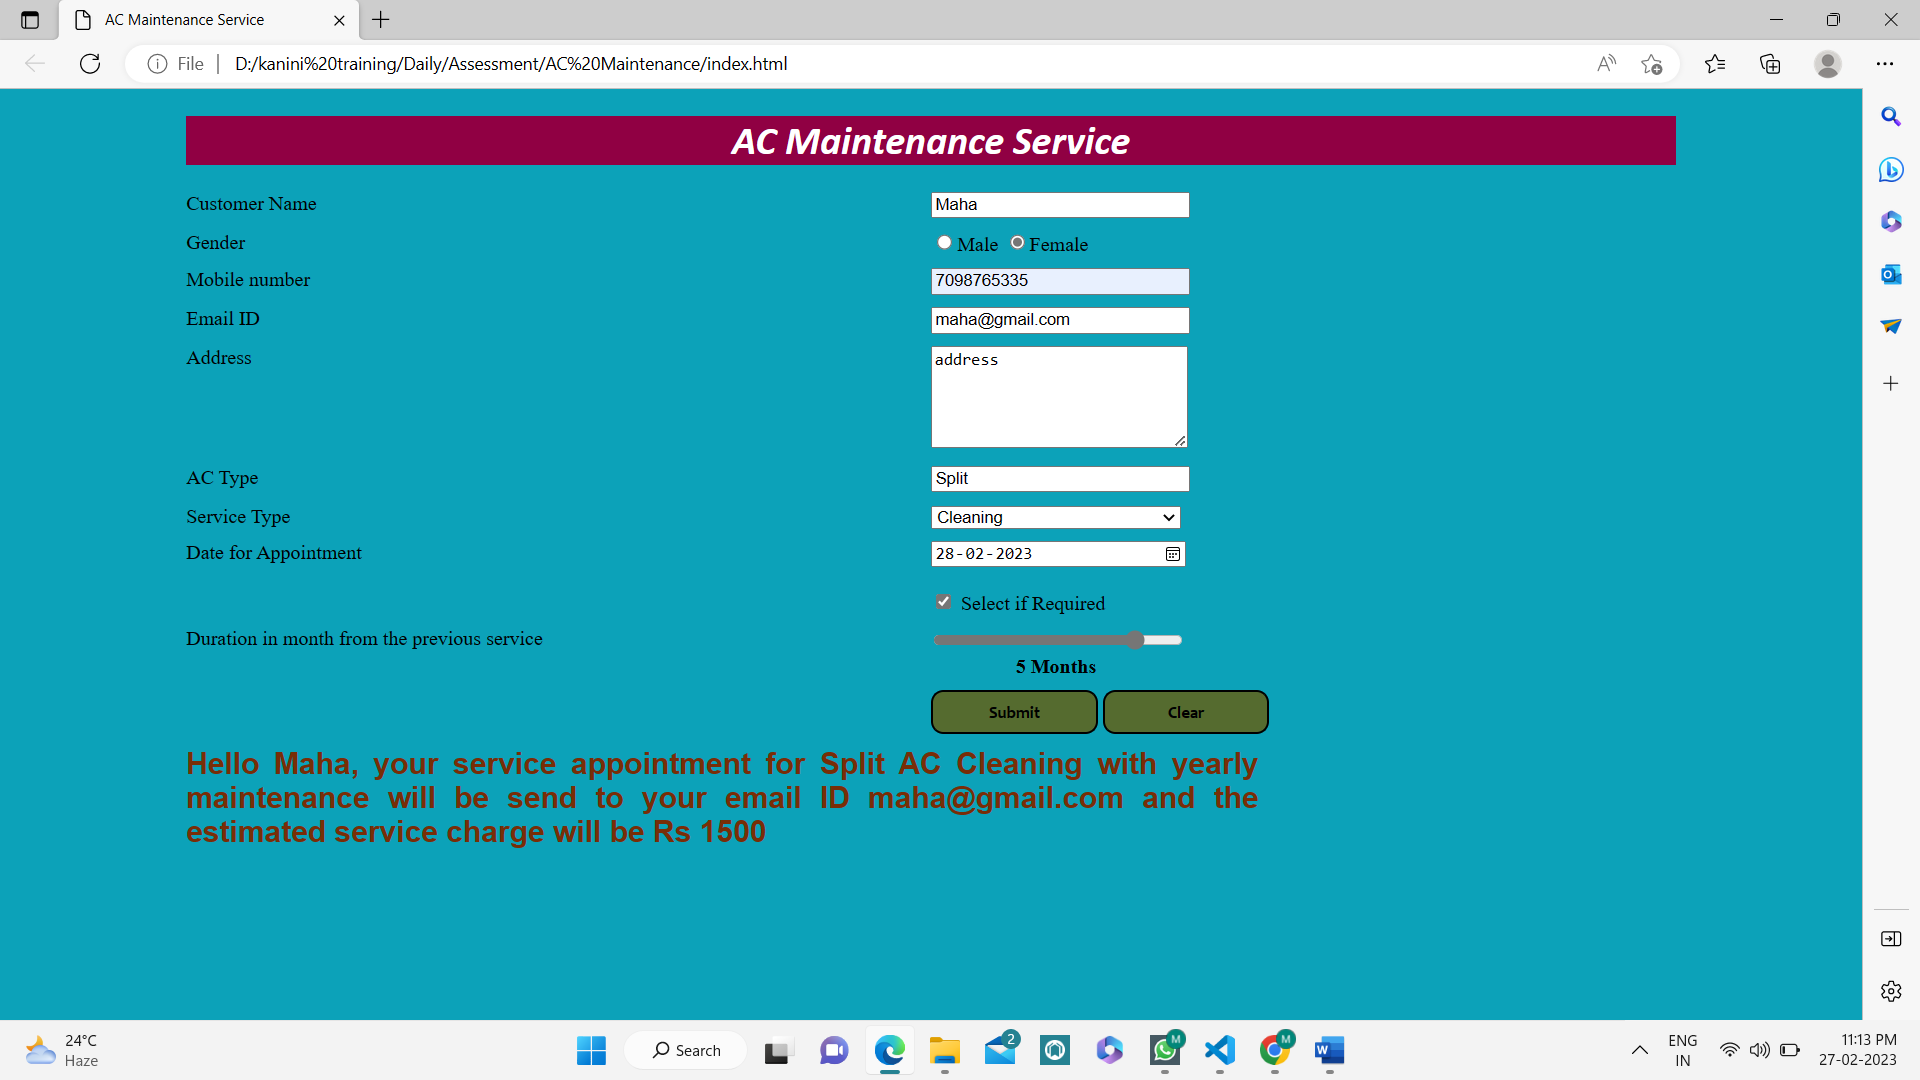 AC Maintenance Service
File
D:/kanini%20training/Daily/Assessment/AC%20Maintenance/index.html
AC Maintenance Service
Customer Name
Maha
Gender
Male Female
Mobile number
7098765335
Email ID
maha@gmail.com
Address
address
AC Type
Split
Service Type
Cleaning
Date for Appointment
28-02-2023
Select if Required
Duration in month from the previous service
5 Months
Submit Clear
Hello Maha, your service appointment for Split AC Cleaning with yearly
maintenance will be send to your email ID maha@gmail.com and the
estimated service charge will be Rs 1500
24°C
Haze
Search
2
M
M
W
ENG
IN
11:13 PM
27-02-2023